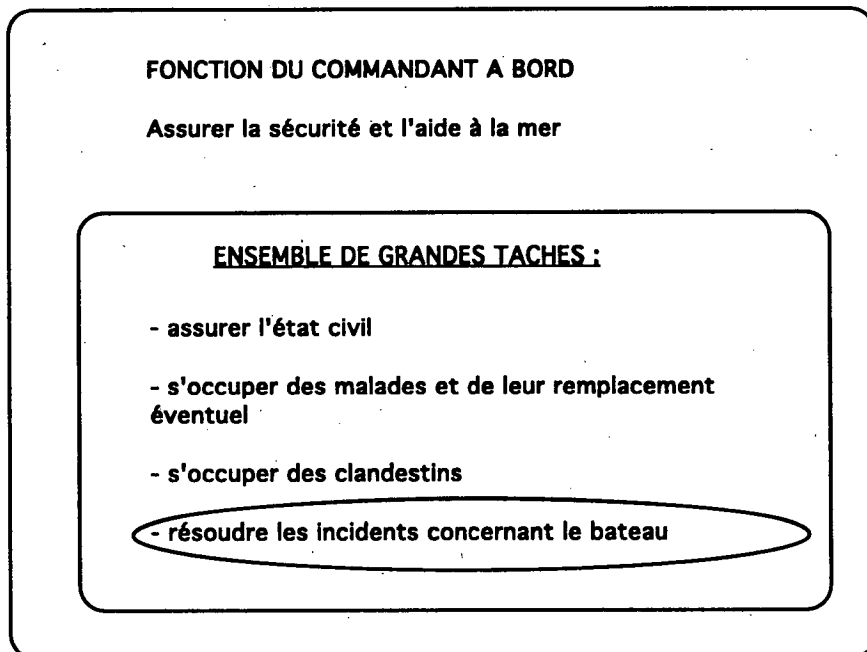 FONCTION DU COMMANDANT A BORD
Assurer la sécurité et l'aide à la mer
ENSEMBLE DE GRANDES TACHES :
- assurer l'état civil
- s'occuper des malades et de leur remplacement
éventuel
- s'occuper des clandestins
- résoudre les incidents concernant le bateau